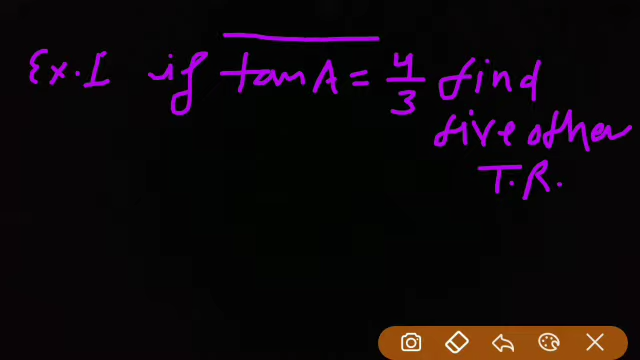 Ex. I if tan A = 4/3 find
five other
T.R.